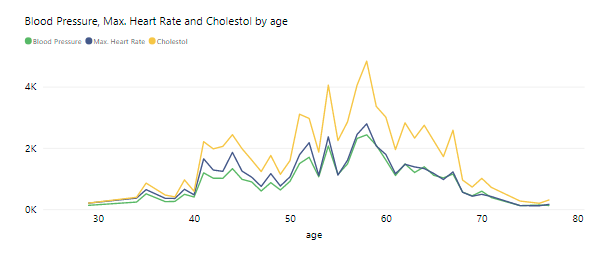 Blood Pressure, Max. Heart Rate and Cholestol by age
Blood Pressure Max. Heart Rate Cholestol
4K
2K
0K
30 40 50 60 70 80
age